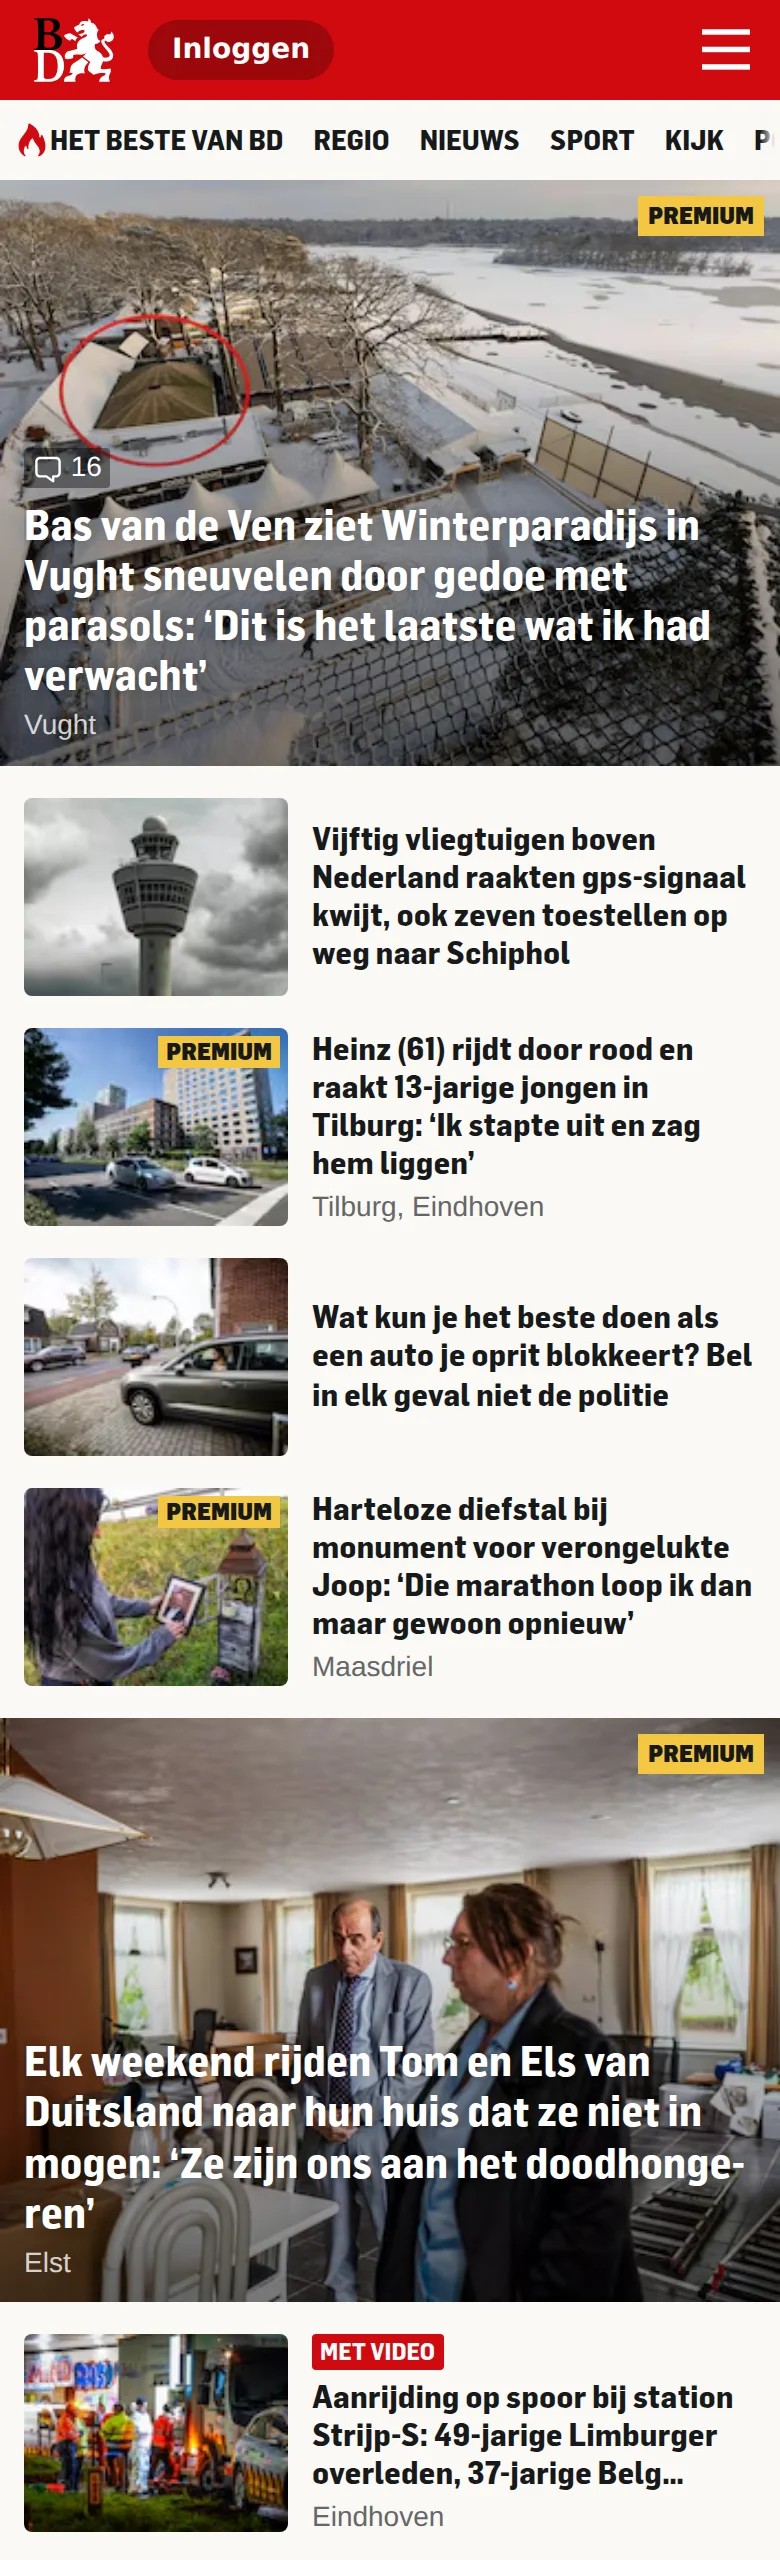 B
D
Inloggen
HET BESTE VAN BD REGIO NIEUWS SPORT KIJK
PREMIUM
16
Bas van de Ven ziet Winterparadijs in
Vught sneuvelen door gedoe met
parasols: ‘Dit is het laatste wat ik had
verwacht’
Vught
Vijftig vliegtuigen boven
Nederland raakten gps-signaal
kwijt, ook zeven toestellen op
weg naar Schiphol
PREMIUM
Heinz (61) rijdt door rood en
raakt 13-jarige jongen in
Tilburg: ‘Ik stapte uit en zag
hem liggen’
Tilburg, Eindhoven
Wat kun je het beste doen als
een auto je oprit blokkeert? Bel
in elk geval niet de politie
PREMIUM
Harteloze diefstal bij
monument voor verongelukte
Joop: ‘Die marathon loop ik dan
maar gewoon opnieuw’
Maasdriel
PREMIUM
Elk weekend rijden Tom en Els van
Duitsland naar hun huis dat ze niet in
mogen: ‘Ze zijn ons aan het doodhonge-
ren’
Elst
MET VIDEO
Aanrijding op spoor bij station
Strijp-S: 49-jarige Limburger
overleden, 37-jarige Belg...
Eindhoven